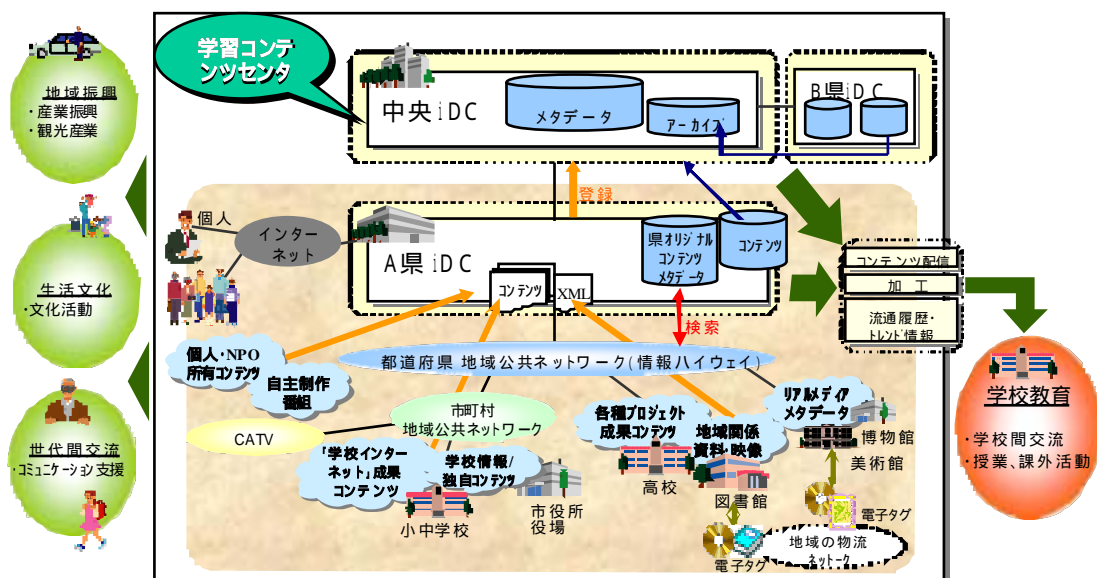 学習コンテ
ンツセンタ
地域振興
・産業振興
・観光産業
中央iDC
メタデータ
アーカイブ
B県iDC
登録
個人
インター
ネット
A県iDC
県オリジナル
コンテンツ
メタデータ
コンテンツ
コンテンツ
XML
検索
コンテンツ配信
加工
流通履歴・
トレンド情報
生活文化
・文化活動
都道府県 地域公共ネットワーク(情報ハイウェイ)
個人・NPO
所有コンテンツ
自主制作
番組
CATV
市町村
地域公共ネットワーク
「学校インター
ネット」成果
コンテンツ
学校情報/
独自コンテンツ
小中学校
市役所
役場
各種プロジェクト
成果コンテンツ
高校
地域関係
資料・映像
図書館
リアルメディア
メタデータ
博物館
美術館
電子タグ
電子タグ
地域の物流
ネットーク
世代間交流
・コミュニケーション支援
学校教育
・学校間交流
・授業、課外活動